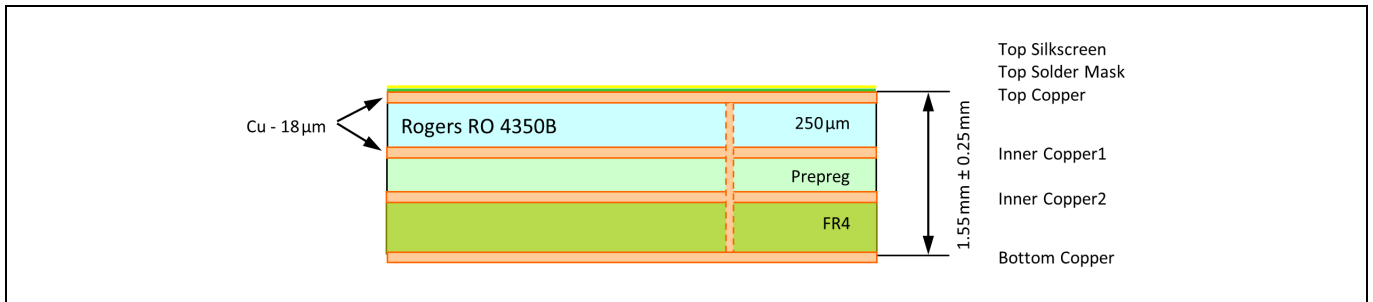 Top Silkscreen
Top Solder Mask
Top Copper
Cu - 18µm
Rogers RO 4350B
250µm
Inner Copper1
Prepreg
Inner Copper2
FR4
Bottom Copper
1.55mm ± 0.25mm